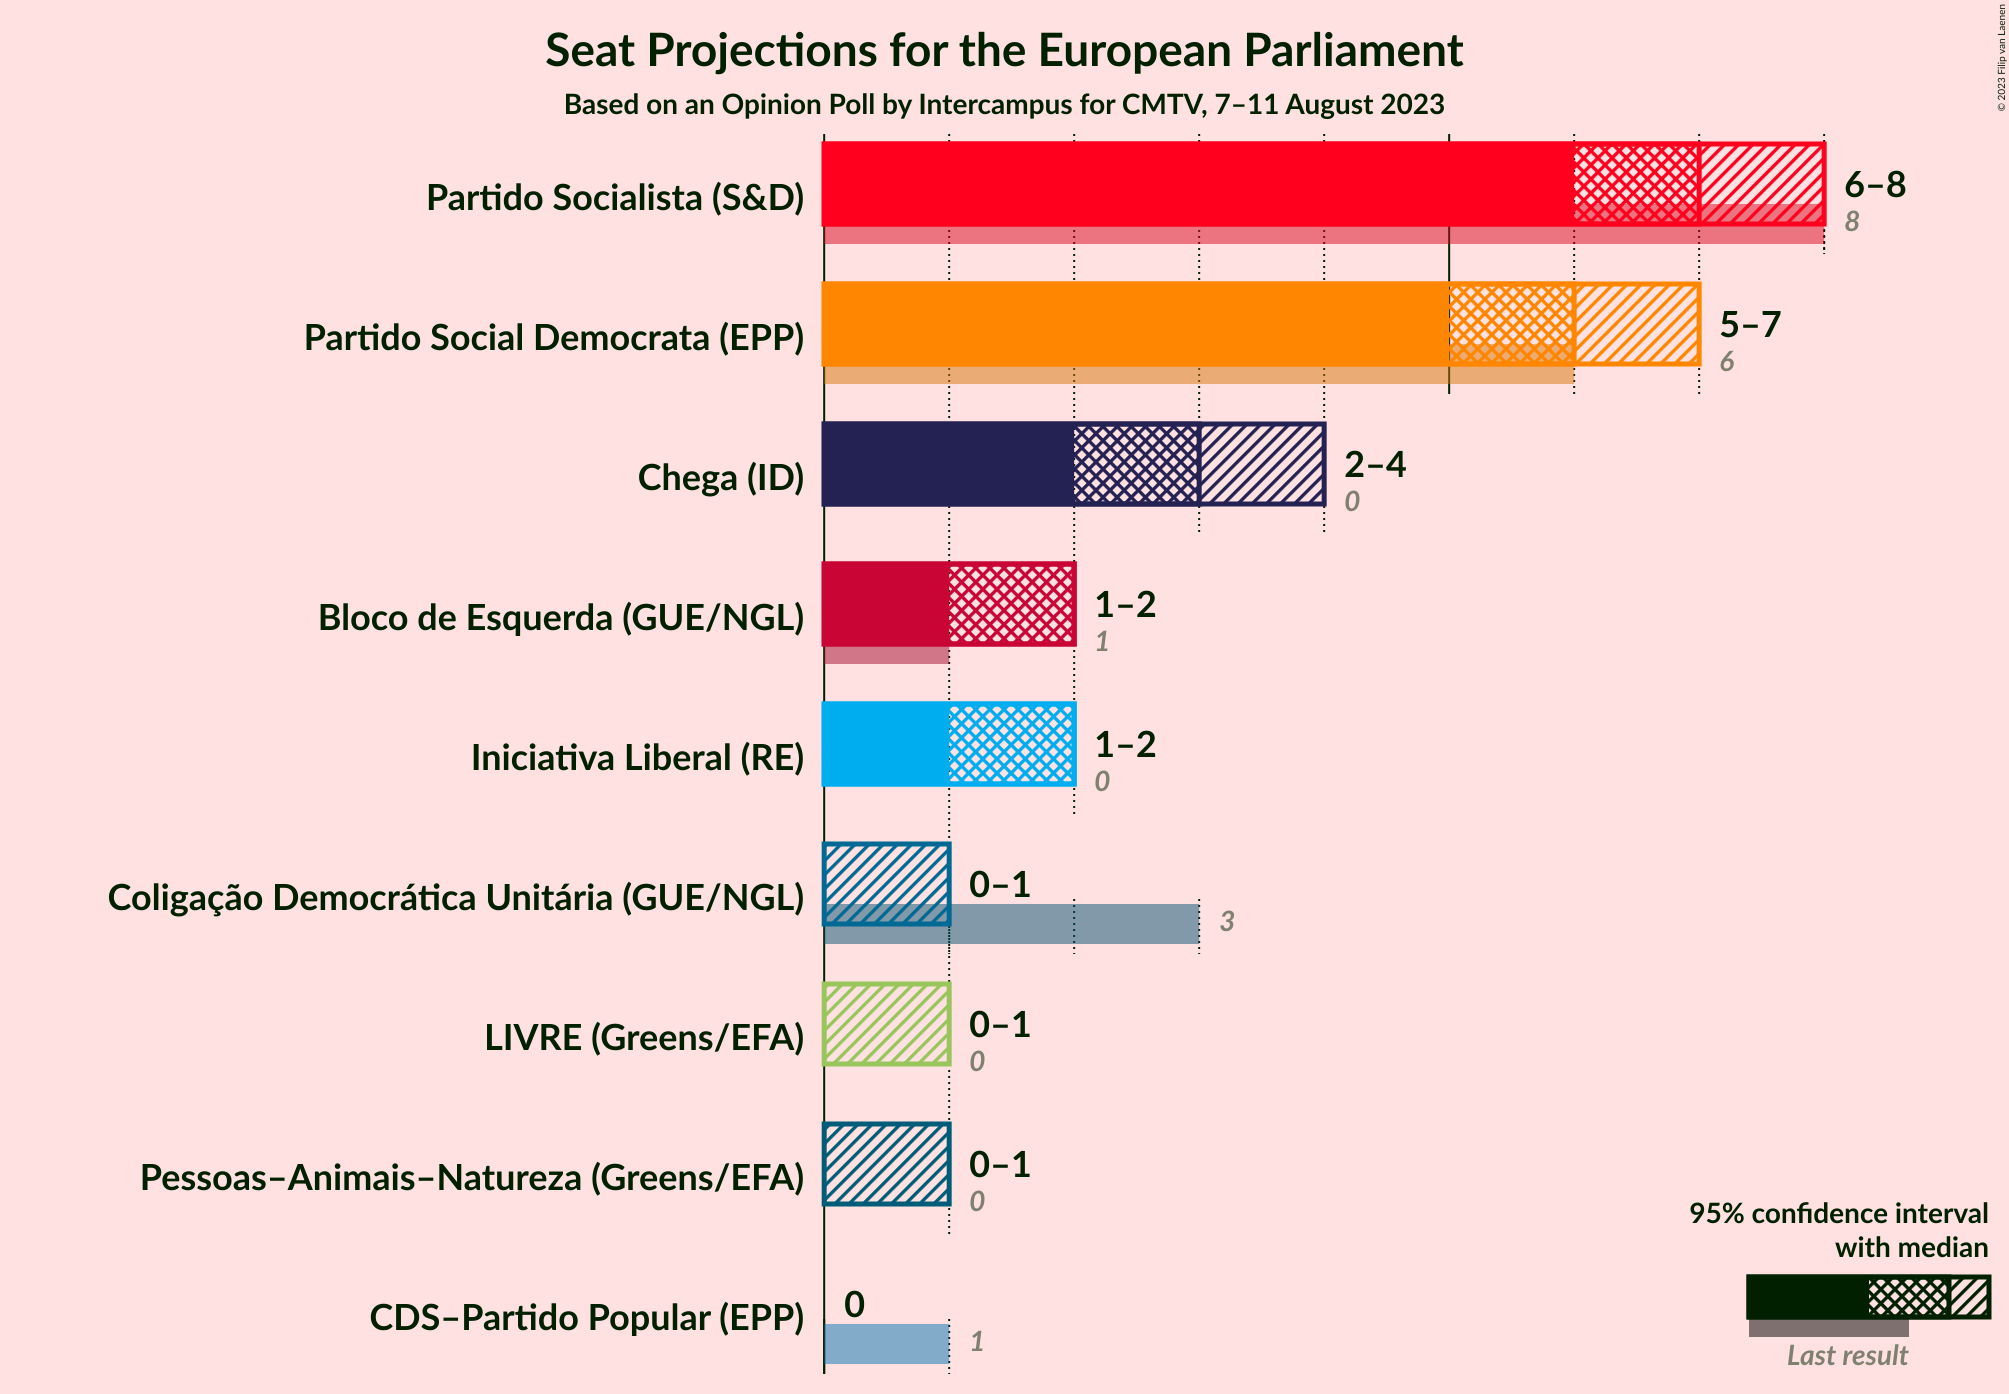 Seat Projections for the European Parliament
Based on an Opinion Poll by Intercampus for CMTV, 7–11 August 2023
© 2023 Filip van Laenen
Partido Socialista (S&D)
6–8
8
Partido Social Democrata (EPP)
5–7
6
Chega (ID)
2–4
0
Bloco de Esquerda (GUE/NGL)
1–2
1
Iniciativa Liberal (RE)
1–2
0
Coligação Democrática Unitária (GUE/NGL)
0–1
3
LIVRE (Greens/EFA)
0–1
0
Pessoas–Animais–Natureza (Greens/EFA)
0–1
0
CDS–Partido Popular (EPP)
0
1
95% confidence interval
with median
Last result